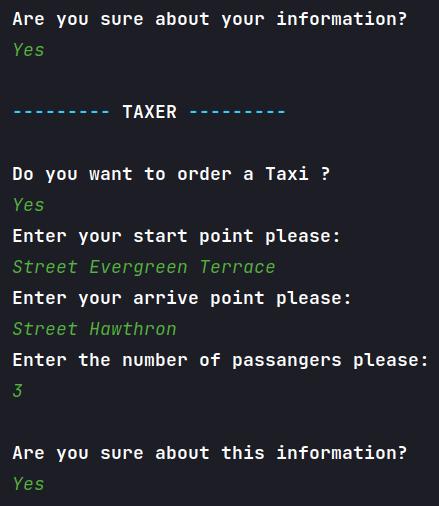 Are you sure about your information?
Yes
--------- TAXER ---------
Do you want to order a Taxi ?
Yes
Enter your start point please:
Street Evergreen Terrace
Enter your arrive point please:
Street Hawthron
Enter the number of passangers please:
3
Are you sure about this information?
Yes